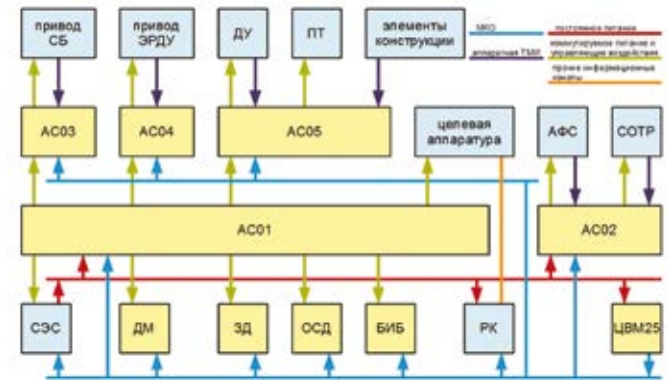 привод
СБ
привод
ЭРДУ
ДУ
ПТ
элементы
конструкции
МКО
постоянное питание
аппаратная ТМИ
коммутируемое питание и
управляющие воздействия
прочие информационные
каналы
АС03
АС04
АС05
целевая
аппаратура
АФС
СОТР
АС01
АС02
СЭС
ДМ
ЗД
ОСД
БИБ
РК
ЦВМ25